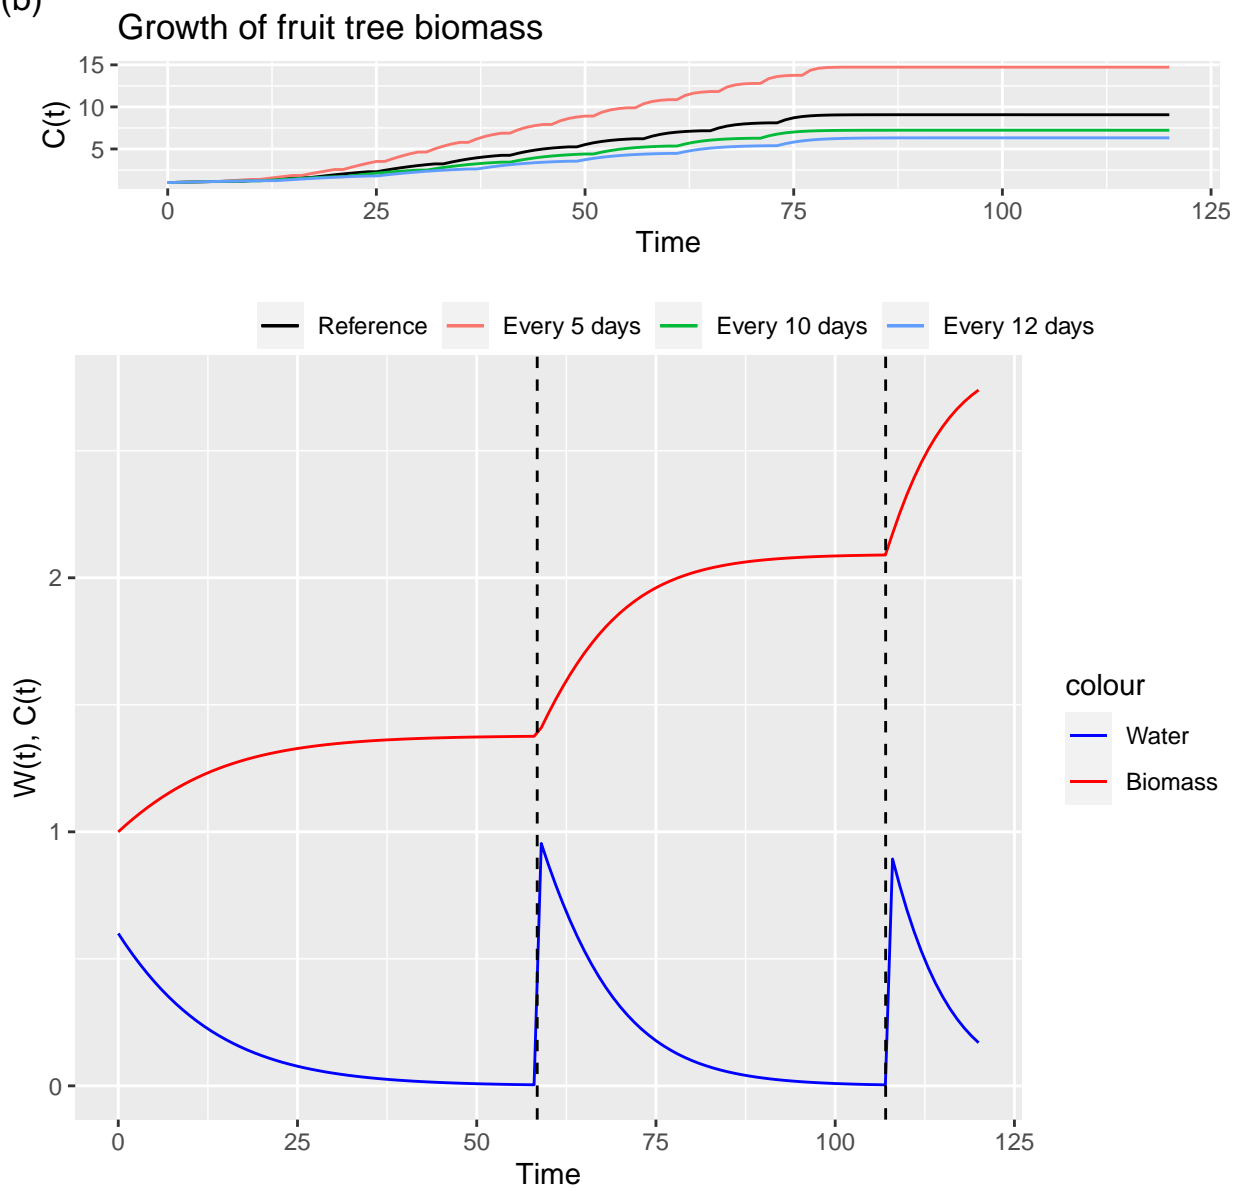 (b)
Growth of fruit tree biomass
15
10
5
C(t)
0 25 50 75 100 125
Time
Reference Every 5 days Every 10 days Every 12 days
2
1
0
W(t), C(t)
colour
Water
Biomass
0 25 50 75 100 125
Time